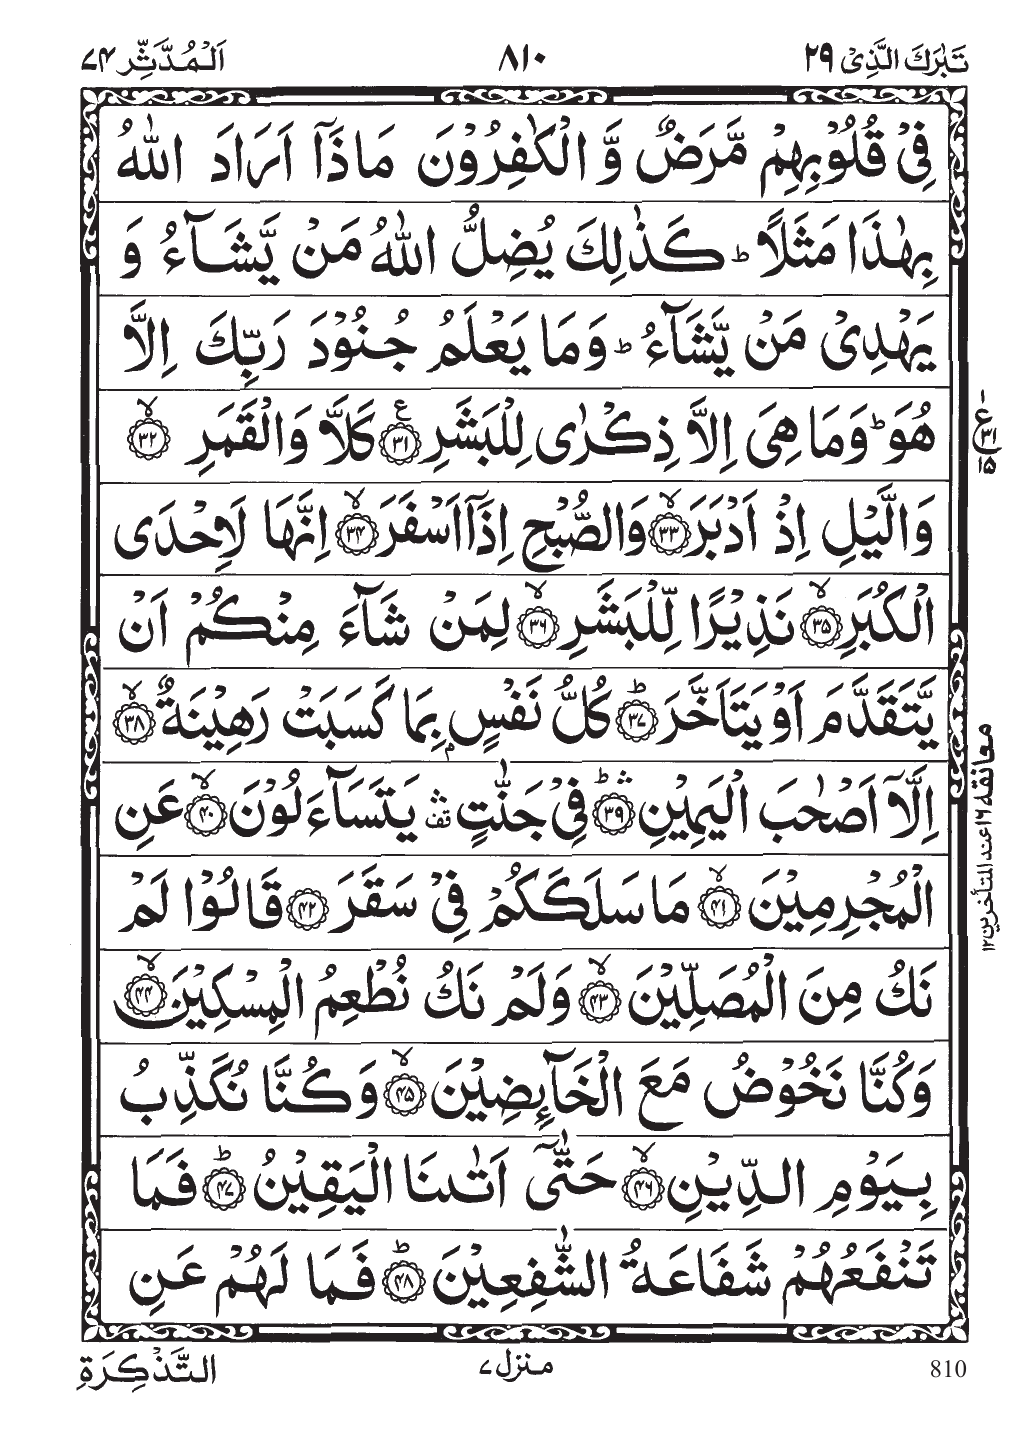 تَبٰرَكَ الَّذِیْ ۲۹
۸۱۰
اَلْمُدَّثِّر ۷۴
فِیْ قُلُوْبِهِمْ مَّرَضٌ وَّ الْكٰفِرُوْنَ مَاذَاۤ اَرَادَ اللّٰهُ
بِهٰذَا مَثَلًا ؕ كَذٰلِكَ یُضِلُّ اللّٰهُ مَنْ یَّشَآءُ وَ
یَهْدِیْ مَنْ یَّشَآءُ ؕ وَمَا یَعْلَمُ جُنُوْدَ رَبِّكَ اِلَّا
هُوَ ؕ وَمَا هِیَ اِلَّا ذِكْرٰی لِلْبَشَرِ ﴿۳۱﴾ ع كَلَّا وَالْقَمَرِ ﴿۳۲﴾ ۙ
وَالَّیْلِ اِذْ اَدْبَرَ ﴿۳۳﴾ ۙ وَالصُّبْحِ اِذَاۤ اَسْفَرَ ﴿۳۴﴾ ۙ اِنَّهَا لَاِحْدَی
الْكُبَرِ ﴿۳۵﴾ ۙ نَذِیْرًا لِّلْبَشَرِ ﴿۳۶﴾ ۙ لِمَنْ شَآءَ مِنْكُمْ اَنْ
یَّتَقَدَّمَ اَوْ یَتَاَخَّرَ ﴿۳۷﴾ ؕ كُلُّ نَفْسٍۭ بِمَا كَسَبَتْ رَهِیْنَةٌ ﴿۳۸﴾ ۙ
اِلَّاۤ اَصْحٰبَ الْیَمِیْنِ ﴿۳۹﴾ ؕۛ فِیْ جَنّٰتٍ ۛ قف یَتَسَآءَلُوْنَ ﴿۴۰﴾ ۙ عَنِ
الْمُجْرِمِیْنَ ﴿۴۱﴾ ۙ مَا سَلَكَكُمْ فِیْ سَقَرَ ﴿۴۲﴾ قَالُوْا لَمْ
نَكُ مِنَ الْمُصَلِّیْنَ ﴿۴۳﴾ ۙ وَلَمْ نَكُ نُطْعِمُ الْمِسْكِیْنَ ﴿۴۴﴾ ۙ
وَكُنَّا نَخُوْضُ مَعَ الْخَآىِٕضِیْنَ ﴿۴۵﴾ ۙ وَكُنَّا نُكَذِّبُ
بِیَوْمِ الدِّیْنِ ﴿۴۶﴾ ۙ حَتّٰۤی اَتٰىنَا الْیَقِیْنُ ﴿۴۷﴾ ؕ فَمَا
تَنْفَعُهُمْ شَفَاعَةُ الشّٰفِعِیْنَ ﴿۴۸﴾ ؕ فَمَا لَهُمْ عَنِ
ع ۳۱ ۱۵
معانقه ۱۶ عند المتأخرین ۱۲
التَّذْكِرَةِ
منزل ۷
810